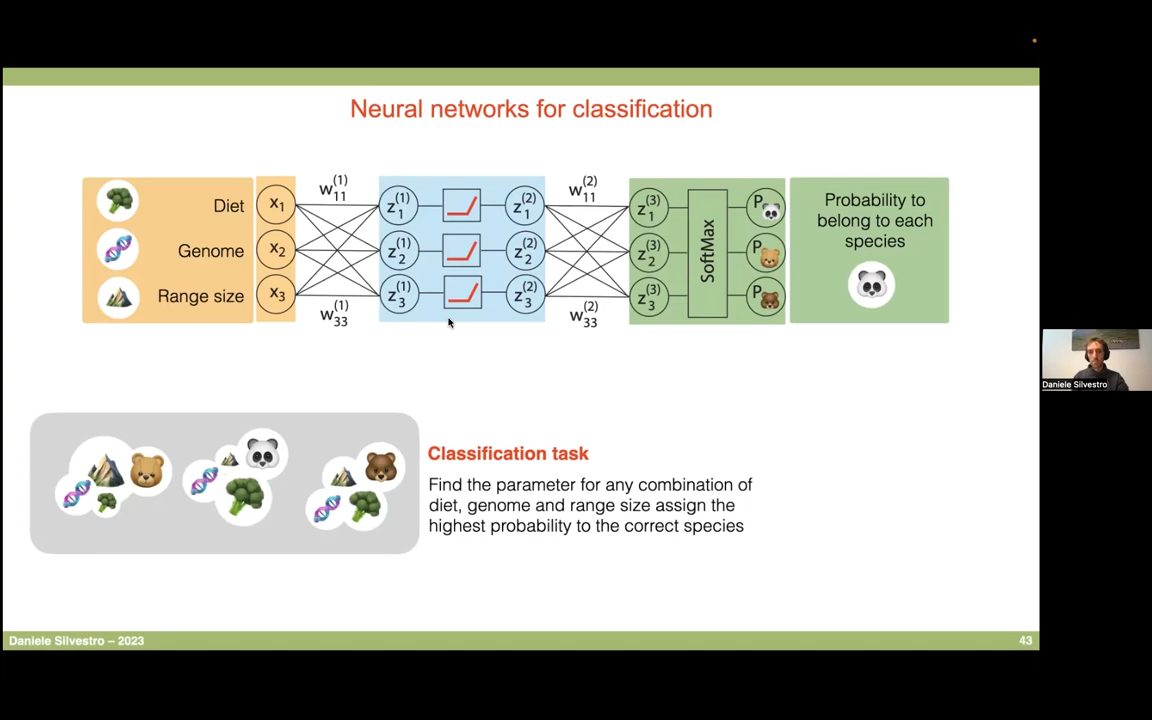 Neural networks for classification
Diet
Genome
Range size
x1
x2
x3
w11(1)
w33(1)
z1(1)
z2(1)
z3(1)
z1(2)
z2(2)
z3(2)
w11(2)
w33(2)
z1(3)
z2(3)
z3(3)
SoftMax
P
P
P
Probability to
belong to each
species
Daniele Silvestro
Classification task
Find the parameter for any combination of
diet, genome and range size assign the
highest probability to the correct species
Daniele Silvestro – 2023
43